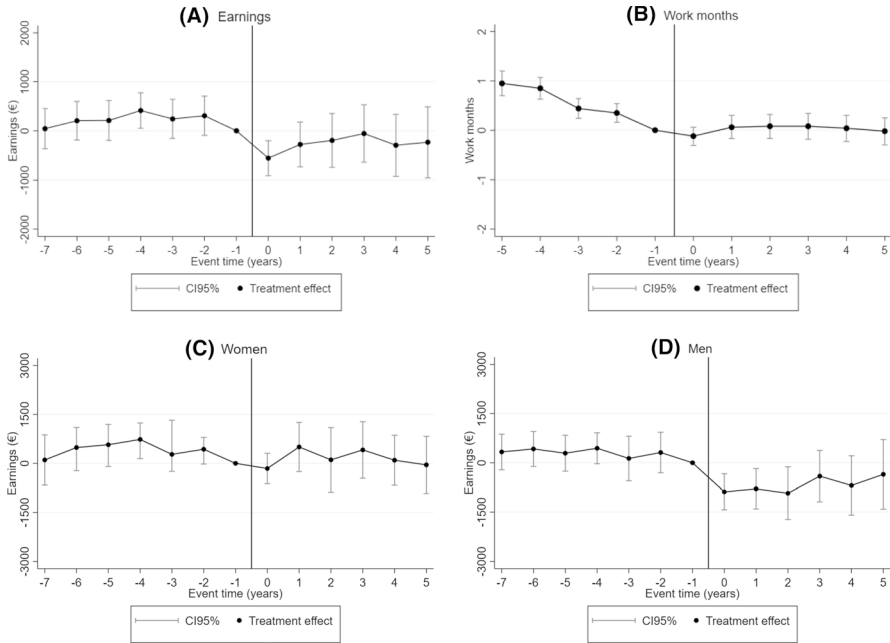 (A) Earnings
Earnings (€)
2000
1000
0
-1000
-2000
-7 -6 -5 -4 -3 -2 -1 0 1 2 3 4 5
Event time (years)
CI95% Treatment effect
(B) Work months
Work months
2
1
0
-1
-2
-5 -4 -3 -2 -1 0 1 2 3 4 5
Event time (years)
CI95% Treatment effect
(C) Women
Earnings (€)
3000
1500
0
-1500
-3000
-7 -6 -5 -4 -3 -2 -1 0 1 2 3 4 5
Event time (years)
CI95% Treatment effect
(D) Men
Earnings (€)
3000
1500
0
-1500
-3000
-7 -6 -5 -4 -3 -2 -1 0 1 2 3 4 5
Event time (years)
CI95% Treatment effect